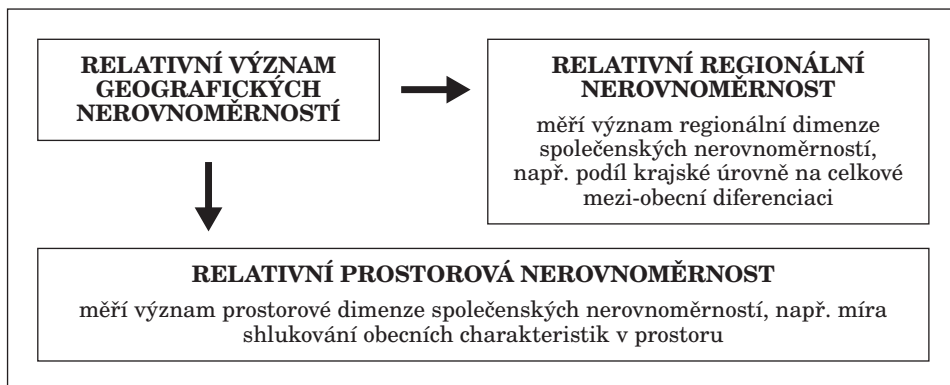 RELATIVNÍ VÝZNAM
GEOGRAFICKÝCH
NEROVNOMĚRNOSTÍ
RELATIVNÍ REGIONÁLNÍ
NEROVNOMĚRNOST
měří význam regionální dimenze
společenských nerovnoměrností,
např. podíl krajské úrovně na celkové
mezi-obecní diferenciaci
RELATIVNÍ PROSTOROVÁ NEROVNOMĚRNOST
měří význam prostorové dimenze společenských nerovnoměrností, např. míra
shlukování obecních charakteristik v prostoru